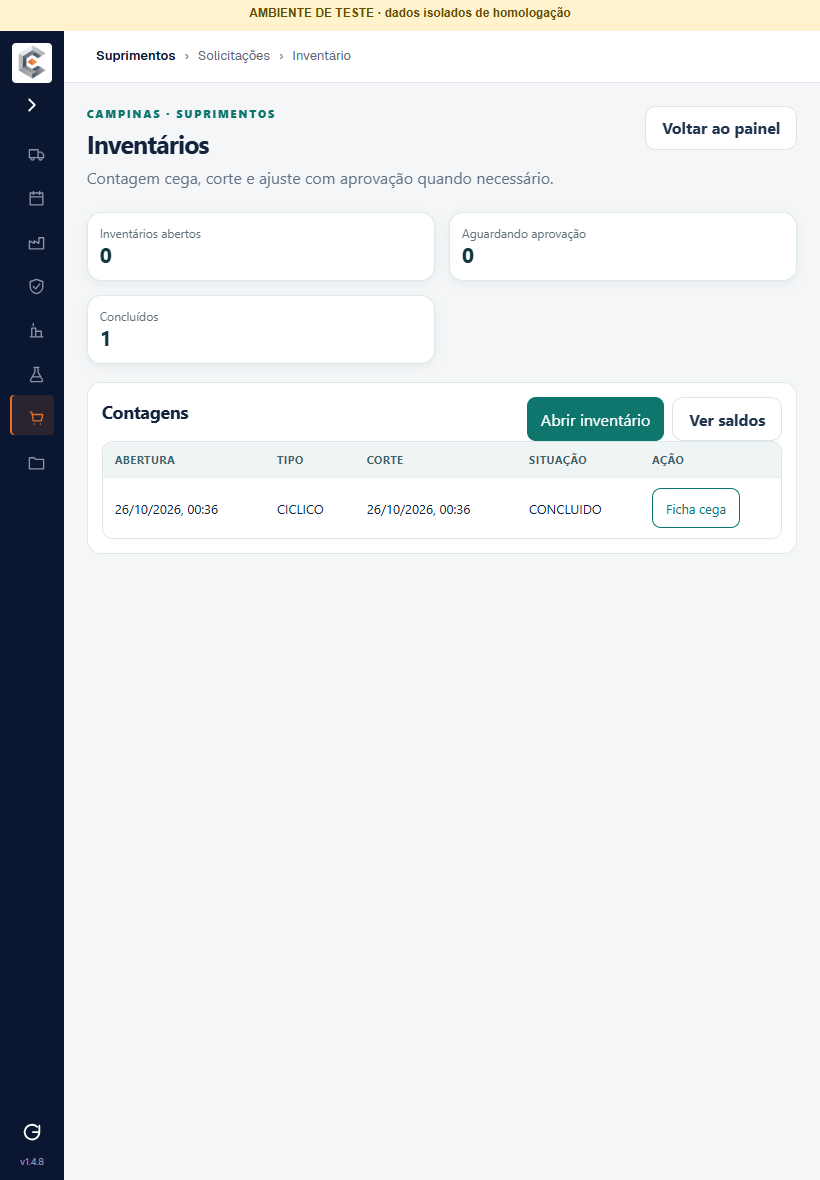 AMBIENTE DE TESTE · dados isolados de homologação
Suprimentos › Solicitações › Inventário
CAMPINAS · SUPRIMENTOS
Inventários
Voltar ao painel
Contagem cega, corte e ajuste com aprovação quando necessário.
Inventários abertos
0
Aguardando aprovação
0
Concluídos
1
Contagens
Abrir inventário
Ver saldos
ABERTURA TIPO CORTE SITUAÇÃO AÇÃO
26/10/2026, 00:36 CICLICO 26/10/2026, 00:36 CONCLUIDO Ficha cega
v1.4.8